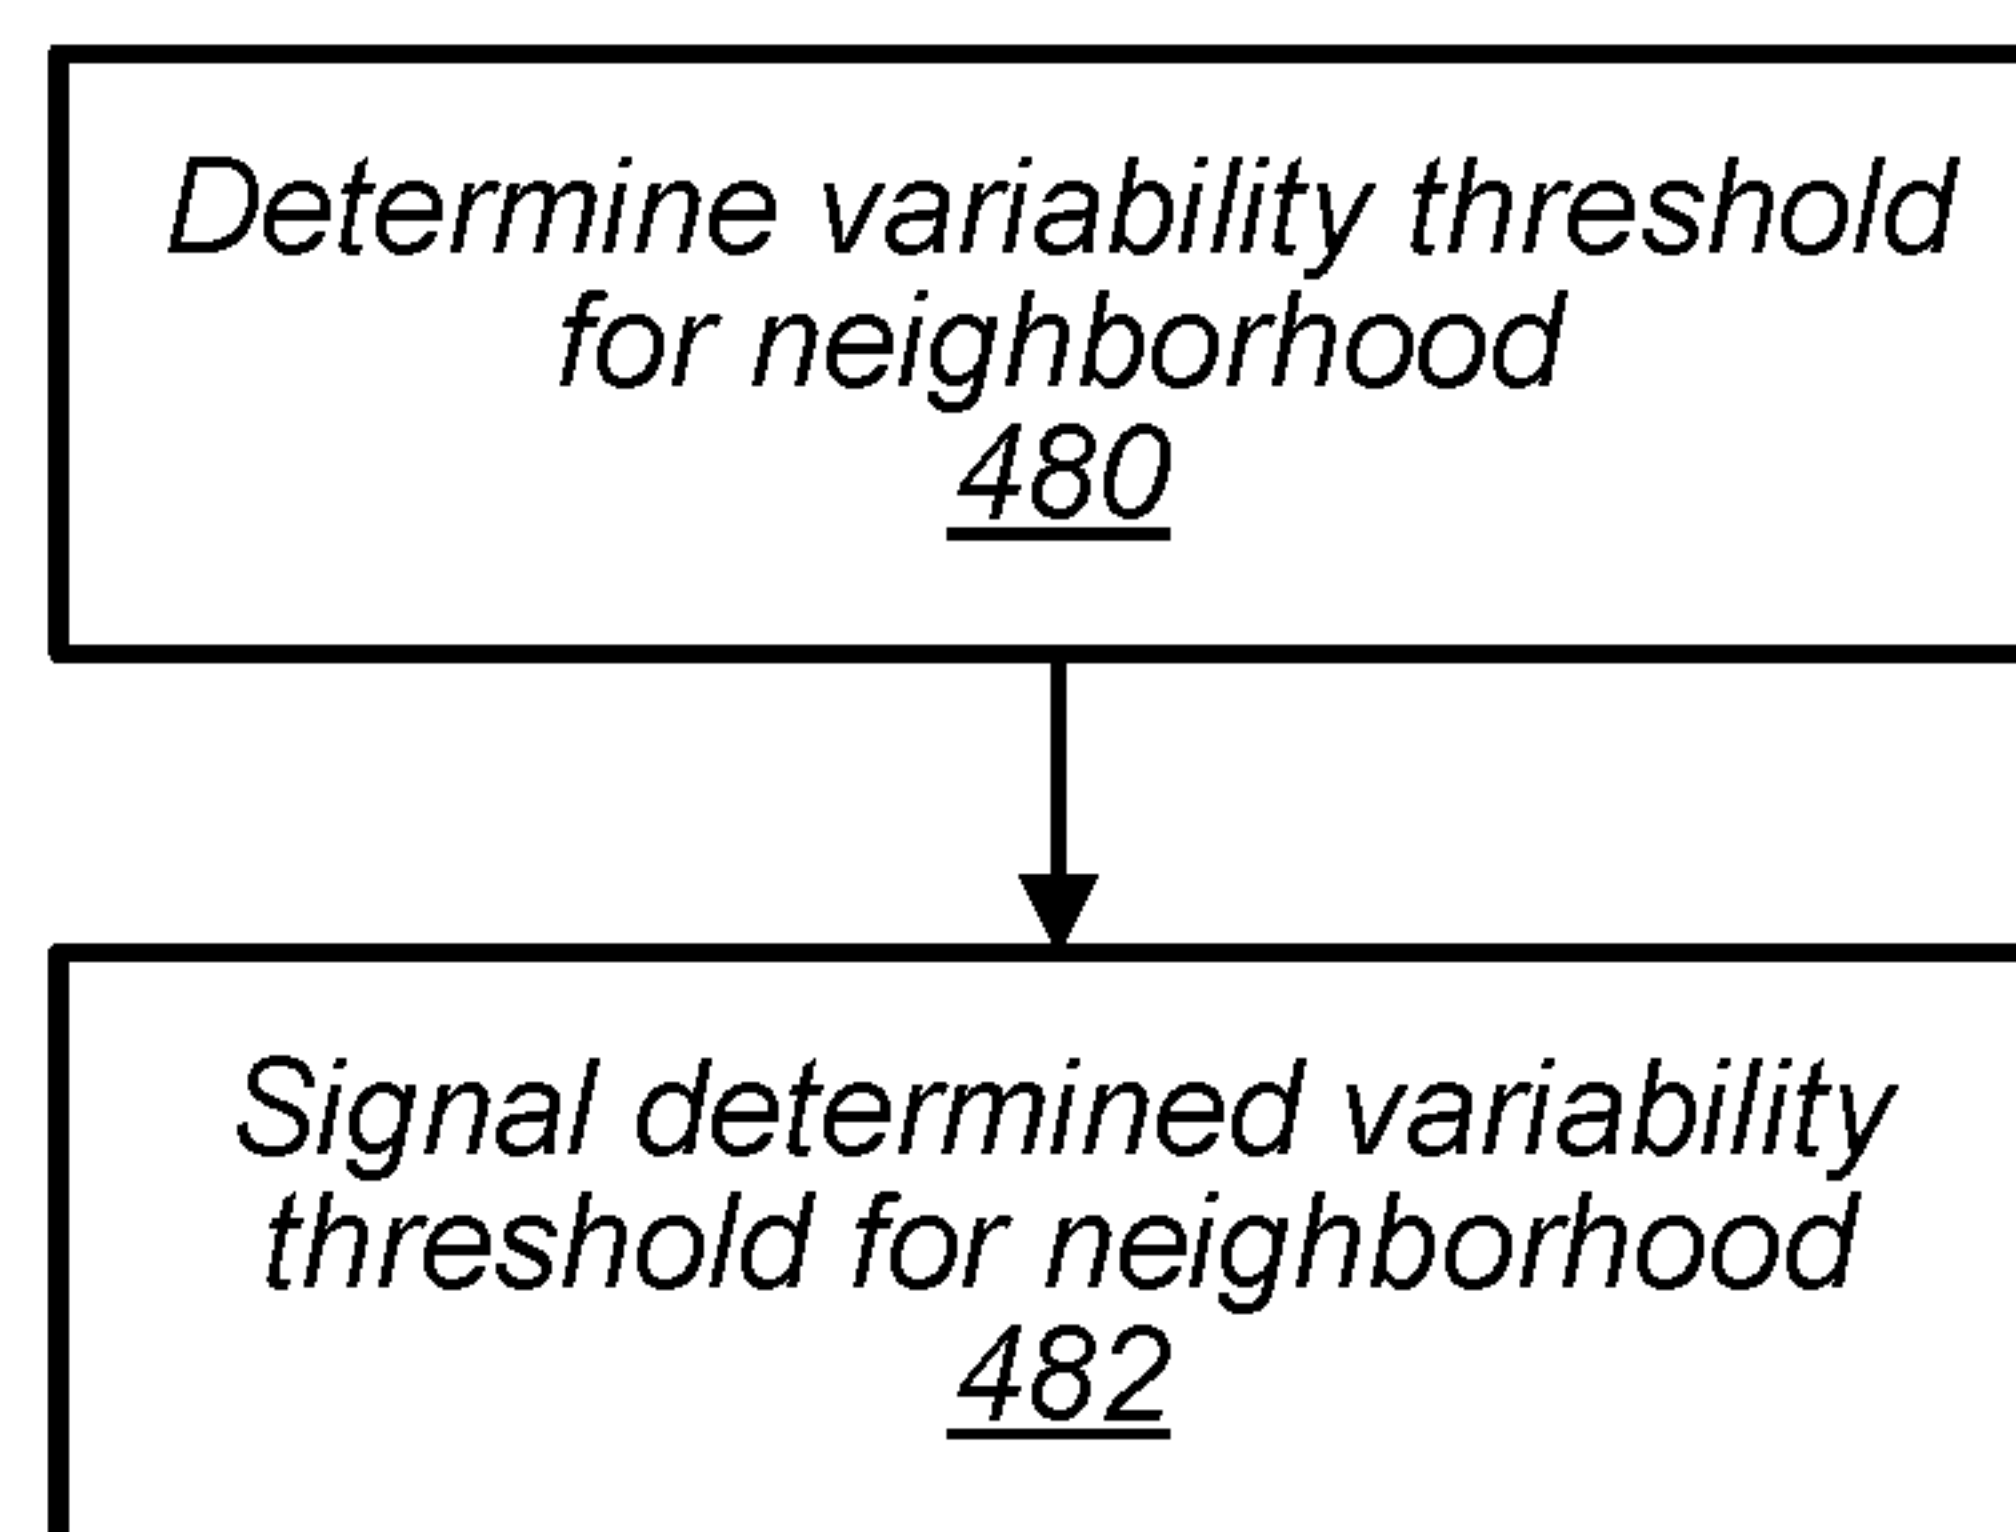 Determine variability threshold
for neighborhood
480
Signal determined variability
threshold for neighborhood
482